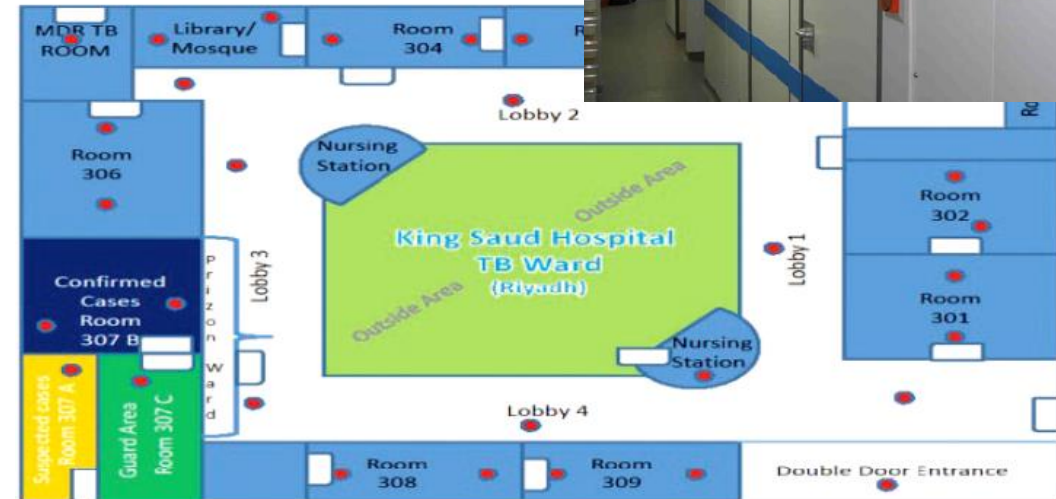 MDR TB
ROOM
Library/
Mosque
Room
304
R
Lobby 2
Nursing
Station
Room
306
Outside Area
Room
302
King Saud Hospital
TB Ward
(Riyadh)
Lobby 1
Lobby 3
Prizon Ward
Confirmed
Cases
Room
307 B
Outside Area
Room
301
Nursing
Station
Suspected cases
Room 307 A
Guard Area
Room 307 C
Lobby 4
Room
308
Room
309
Double Door Entrance